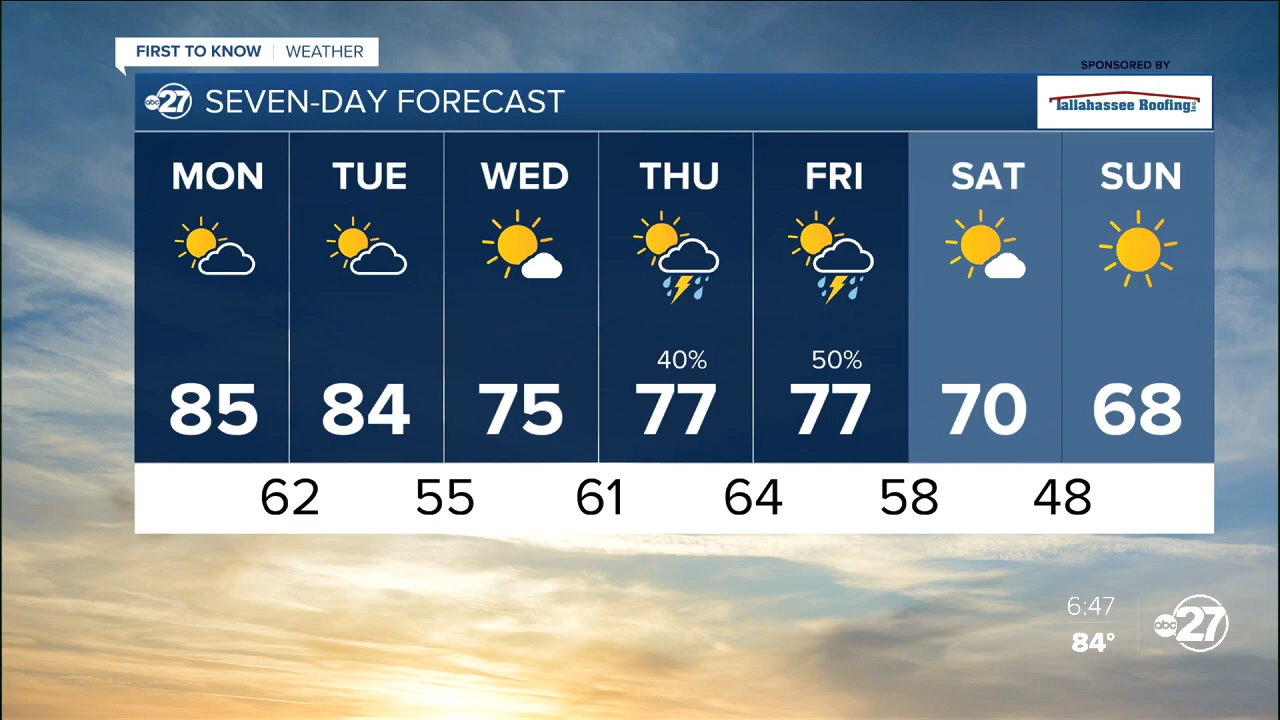 FIRST TO KNOW | WEATHER
SPONSORED BY
abc 27 SEVEN-DAY FORECAST
Tallahassee Roofing Inc.
MON TUE WED THU FRI SAT SUN
40% 50%
85 84 75 77 77 70 68
62 55 61 64 58 48
6:47
84°
abc 27